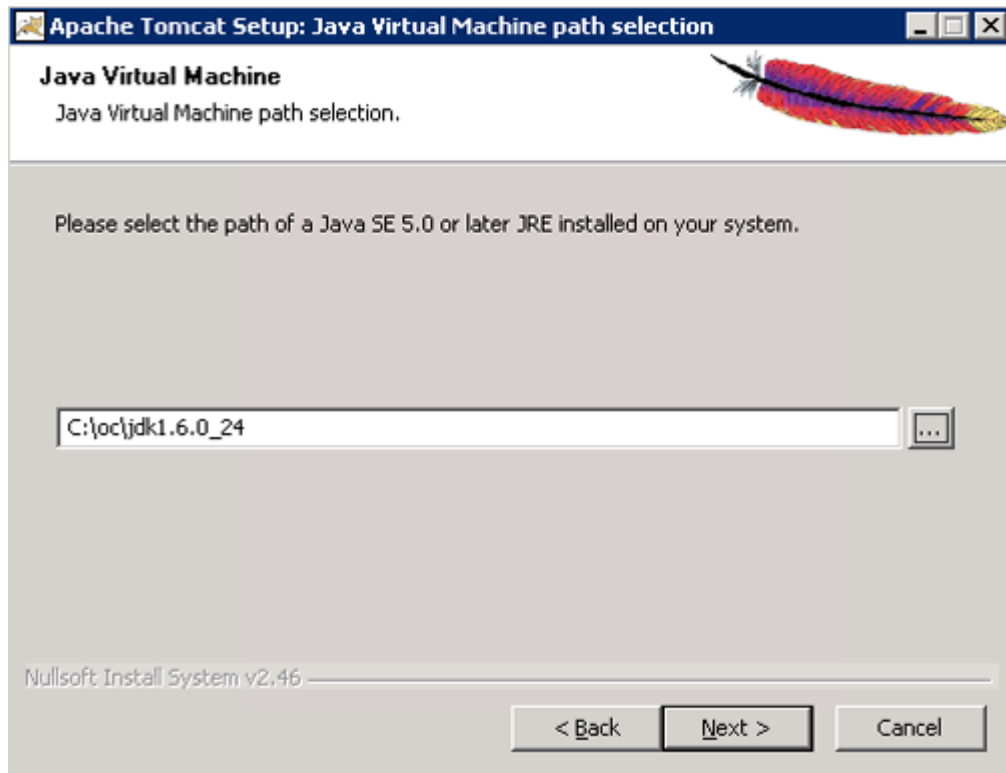 Apache Tomcat Setup: Java Virtual Machine path selection
Java Virtual Machine
Java Virtual Machine path selection.
Please select the path of a Java SE 5.0 or later JRE installed on your system.
C:\oc\jdk1.6.0_24
...
Nullsoft Install System v2.46
< Back
Next >
Cancel